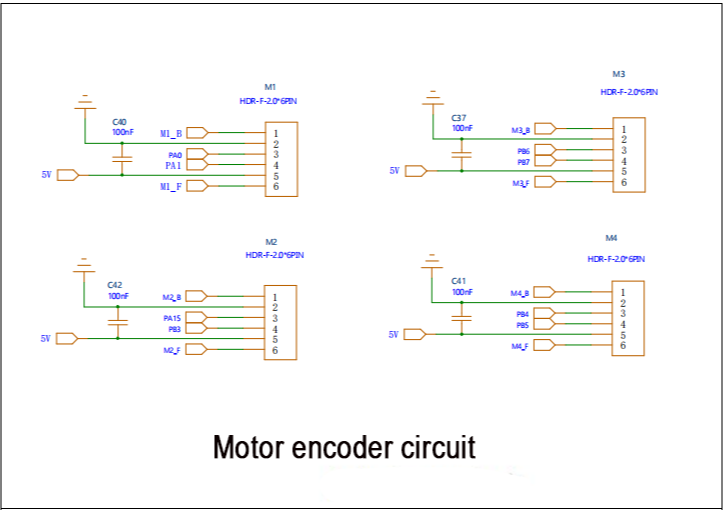 M1
HDR-F-2.0*6PIN
C40
100nF
M1_B
PA0
PA1
5V
M1_F
1
2
3
4
5
6
M3
HDR-F-2.0*6PIN
C37
100nF
M3_B
PB6
PB7
5V
M3_F
1
2
3
4
5
6
M2
HDR-F-2.0*6PIN
C42
100nF
M2_B
PA15
PB3
5V
M2_F
1
2
3
4
5
6
M4
HDR-F-2.0*6PIN
C41
100nF
M4_B
PB4
PB5
5V
M4_F
1
2
3
4
5
6
Motor encoder circuit